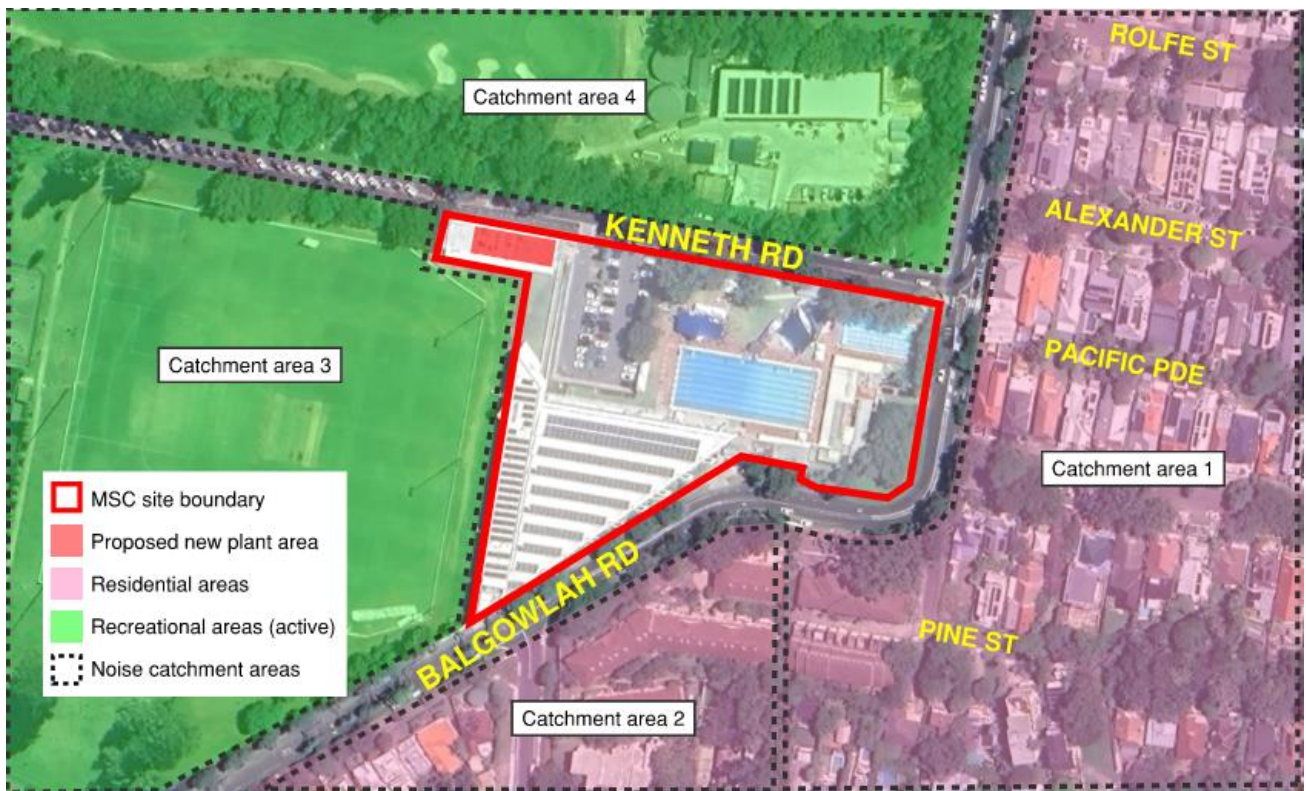 ROLFE ST
Catchment area 4
ALEXANDER ST
KENNETH RD
Catchment area 3
PACIFIC PDE
Catchment area 1
MSC site boundary
Proposed new plant area
Residential areas
Recreational areas (active)
Noise catchment areas
BALGOWLAH RD
PINE ST
Catchment area 2